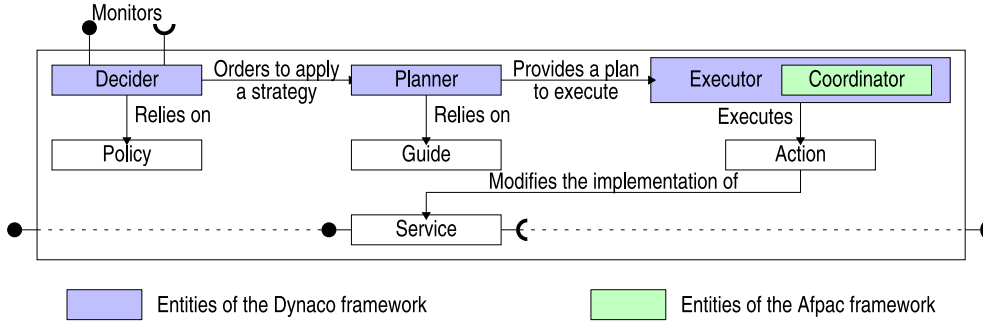 Monitors
Decider
Orders to apply
a strategy
Planner
Provides a plan
to execute
Executor
Coordinator
Relies on
Relies on
Executes
Policy
Guide
Action
Modifies the implementation of
Service
Entities of the Dynaco framework
Entities of the Afpac framework